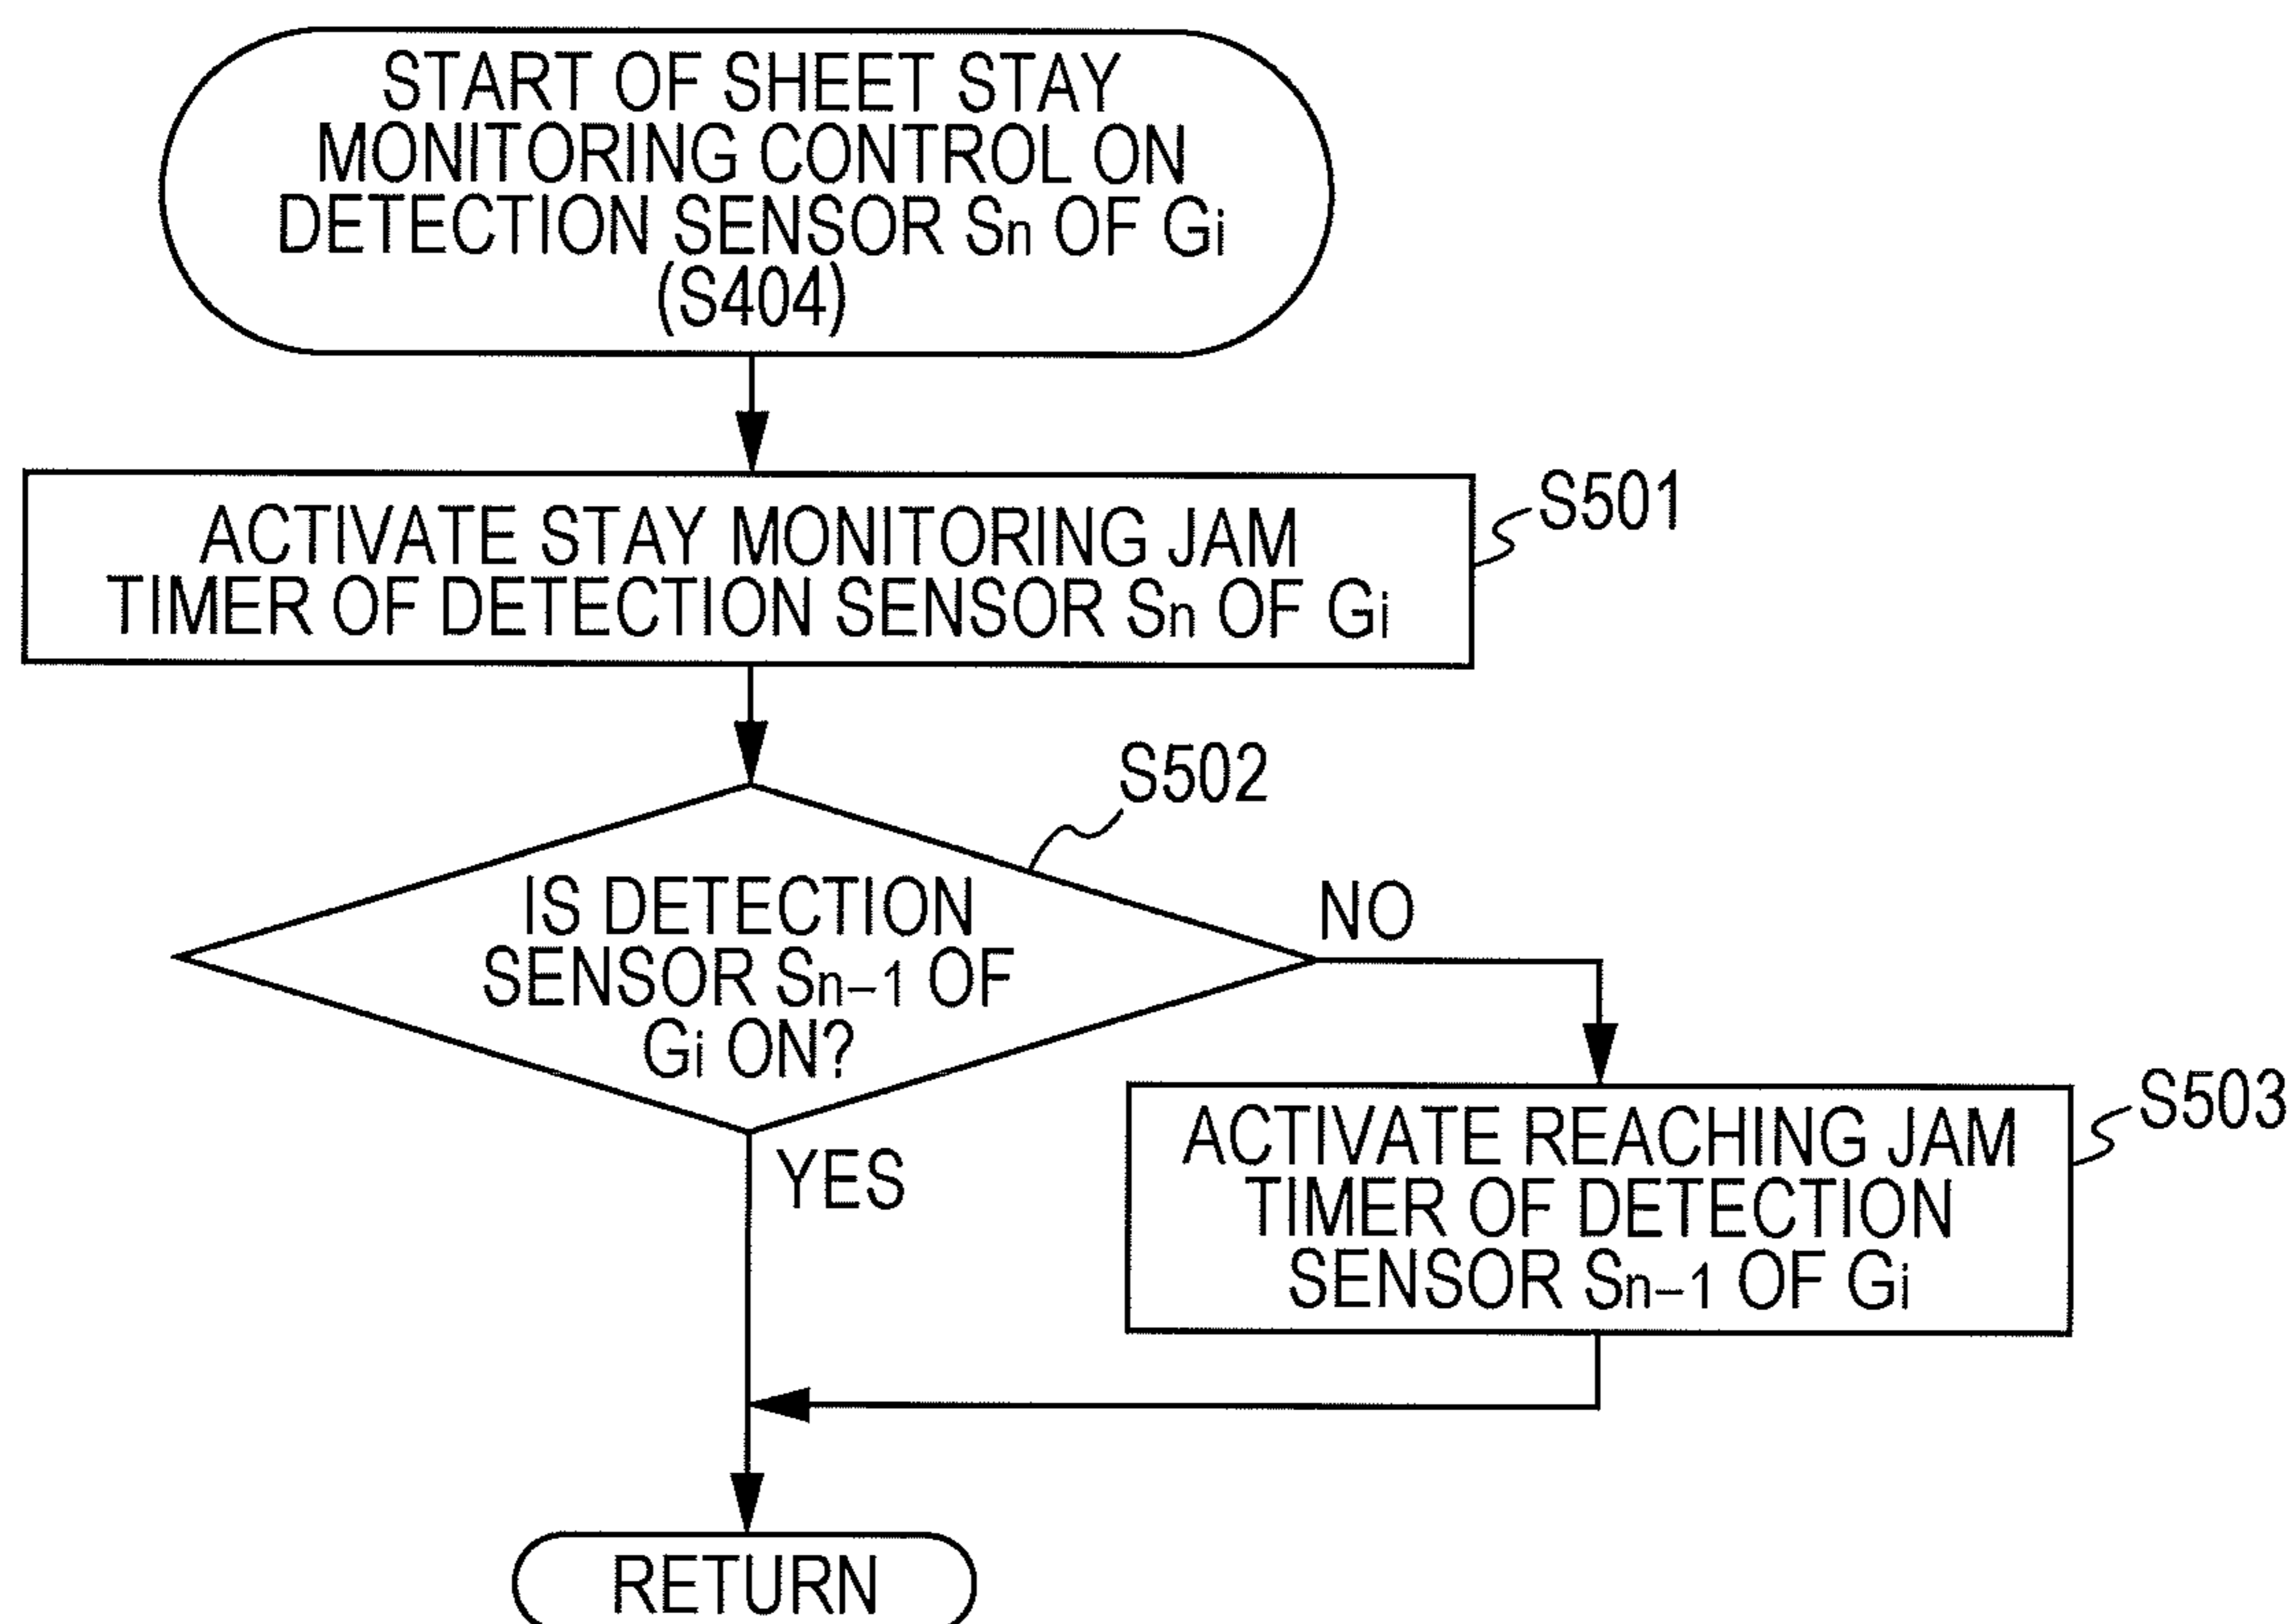 START OF SHEET STAY
MONITORING CONTROL ON
DETECTION SENSOR Sn OF Gi
(S404)
ACTIVATE STAY MONITORING JAM
TIMER OF DETECTION SENSOR Sn OF Gi
S501
S502
IS DETECTION
SENSOR Sn–1 OF
Gi ON?
NO
YES
ACTIVATE REACHING JAM
TIMER OF DETECTION
SENSOR Sn–1 OF Gi
S503
RETURN